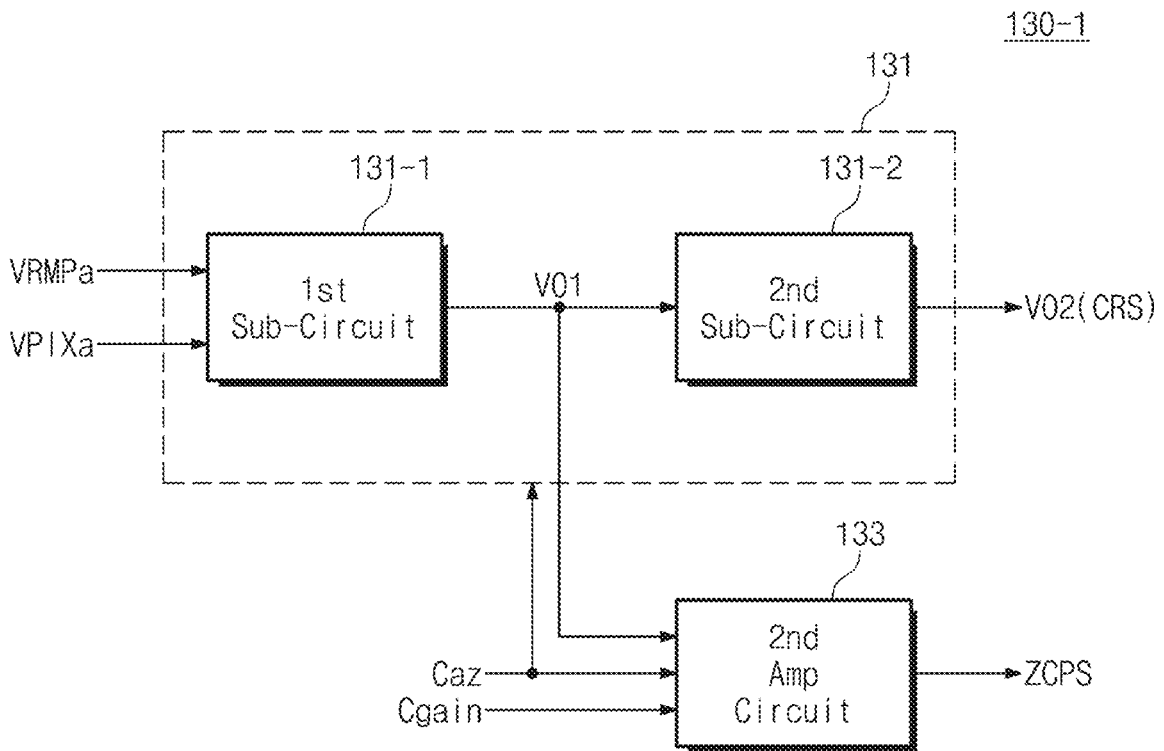 130-1
131
131-1
131-2
VRMPa
VPIXa
1st
Sub-Circuit
VO1
2nd
Sub-Circuit
VO2(CRS)
133
Caz
Cgain
2nd
Amp
Circuit
ZCPS